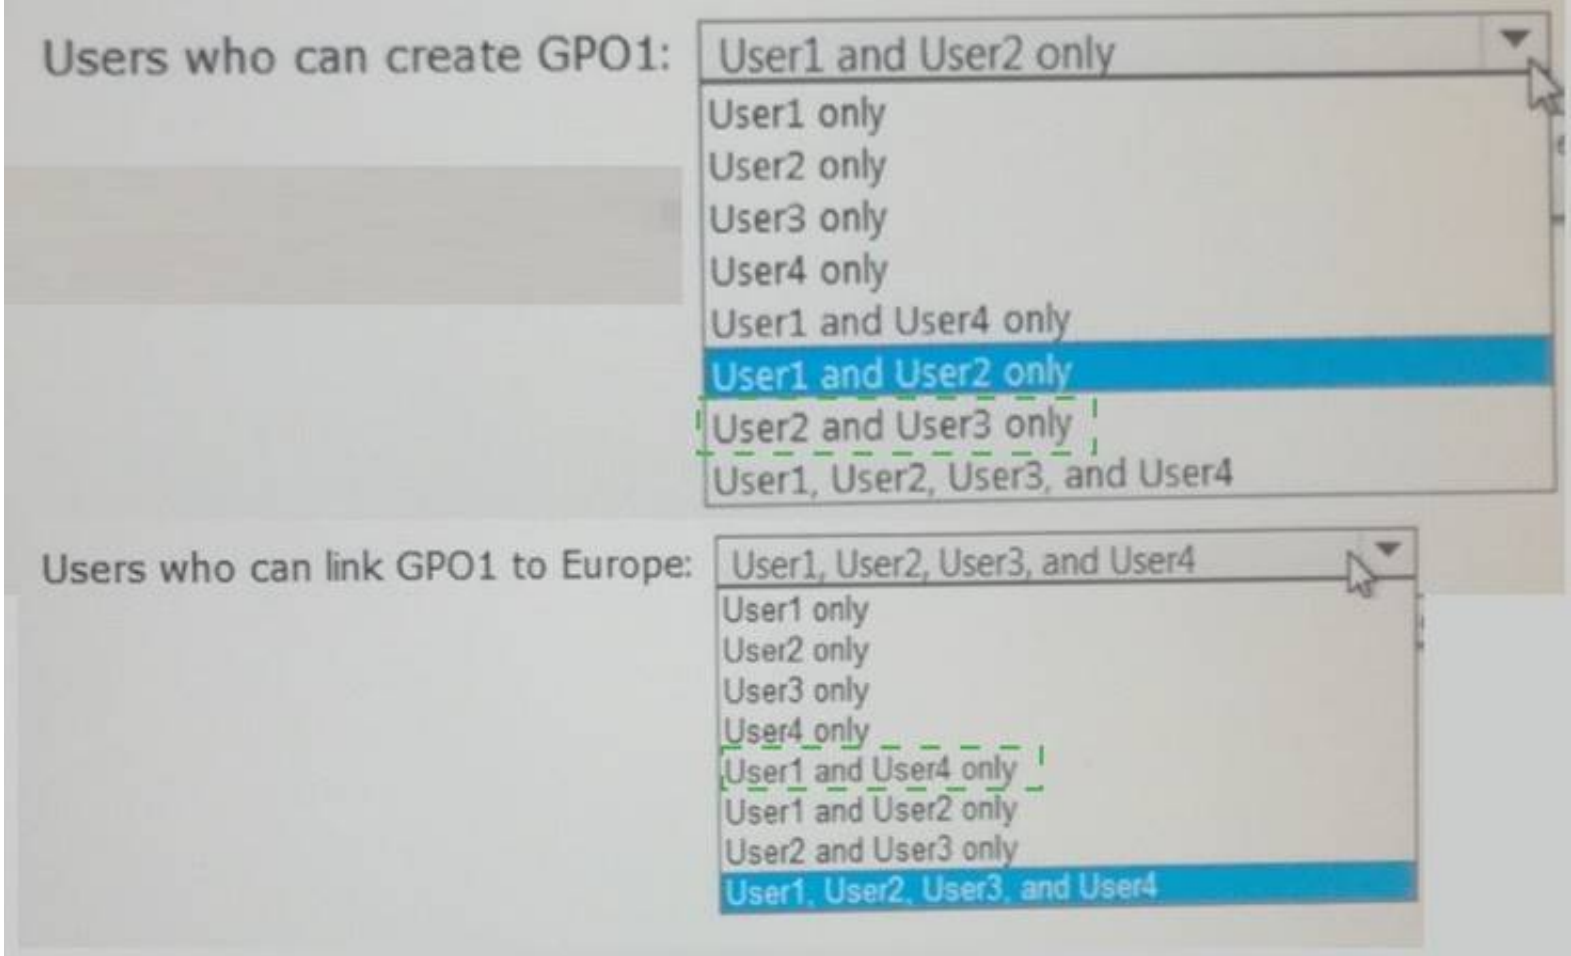 Users who can create GPO1: User1 and User2 only
User1 only
User2 only
User3 only
User4 only
User1 and User4 only
User1 and User2 only
User2 and User3 only
User1, User2, User3, and User4
Users who can link GPO1 to Europe: User1, User2, User3, and User4
User1 only
User2 only
User3 only
User4 only
User1 and User4 only
User1 and User2 only
User2 and User3 only
User1, User2, User3, and User4